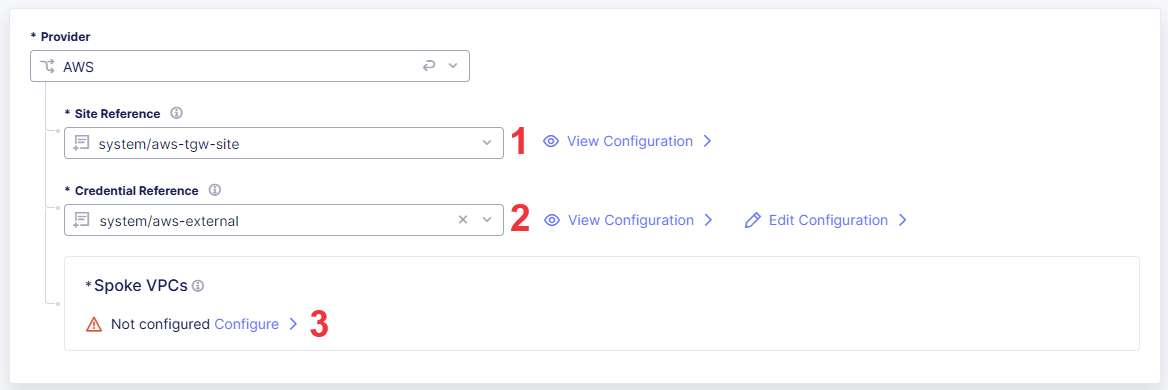 * Provider
AWS
* Site Reference
system/aws-tgw-site
1
View Configuration
* Credential Reference
system/aws-external
2
View Configuration
Edit Configuration
*Spoke VPCs
Not configured Configure
3